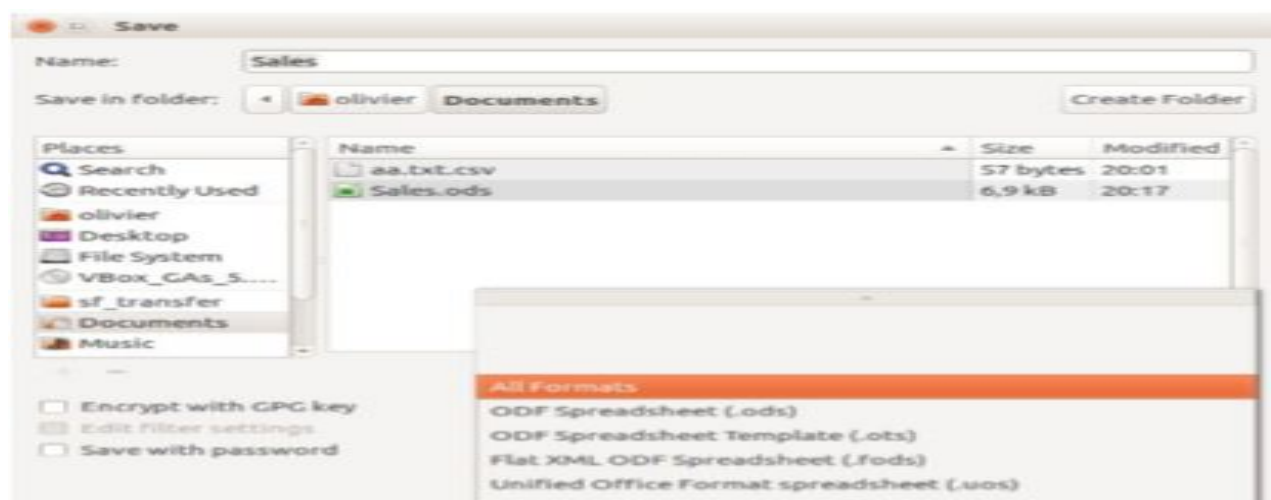 Save
Name: Sales
Save in folder: olivier Documents Create Folder
Places Name Size Modified
Search aa.txt.csv 57 bytes 20:01
Recently Used Sales.ods 6,9 kB 20:17
olivier
Desktop
File System
VBox_GAs_5....
sf_transfer
Documents
Music
All Formats
Encrypt with GPG key
ODF Spreadsheet (.ods)
Edit filter settings
ODF Spreadsheet Template (.ots)
Save with password
Flat XML ODF Spreadsheet (.fods)
Unified Office Format spreadsheet (.uos)